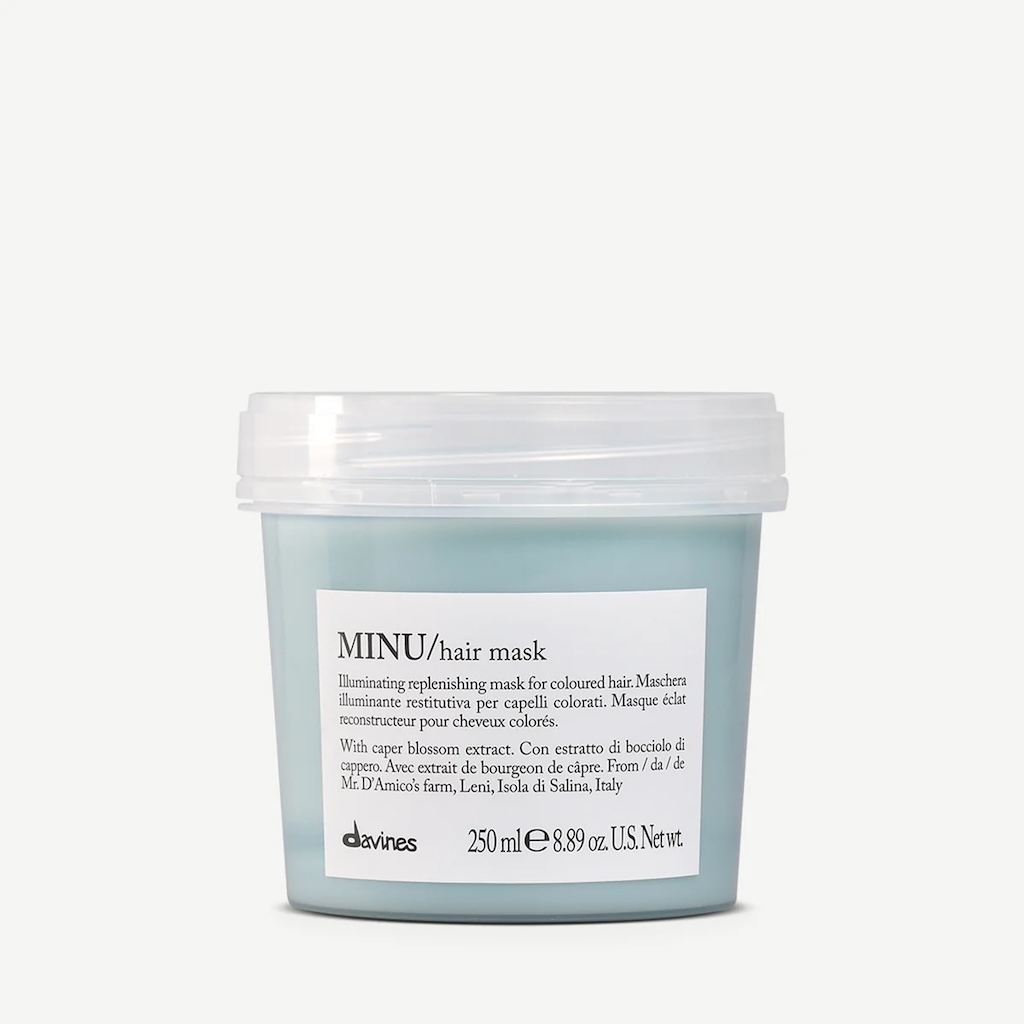 MINU/hair mask
Illuminating replenishing mask for coloured hair. Maschera
illuminante restitutiva per capelli colorati. Masque éclat
reconstructeur pour cheveux colorés.
With caper blossom extract. Con estratto di bocciolo di
cappero. Avec extrait de bourgeon de câpre. From / da / de
Mr. D'Amico's farm, Leni, Isola di Salina, Italy
davines 250 ml ℮ 8.89 oz. U.S. Net wt.